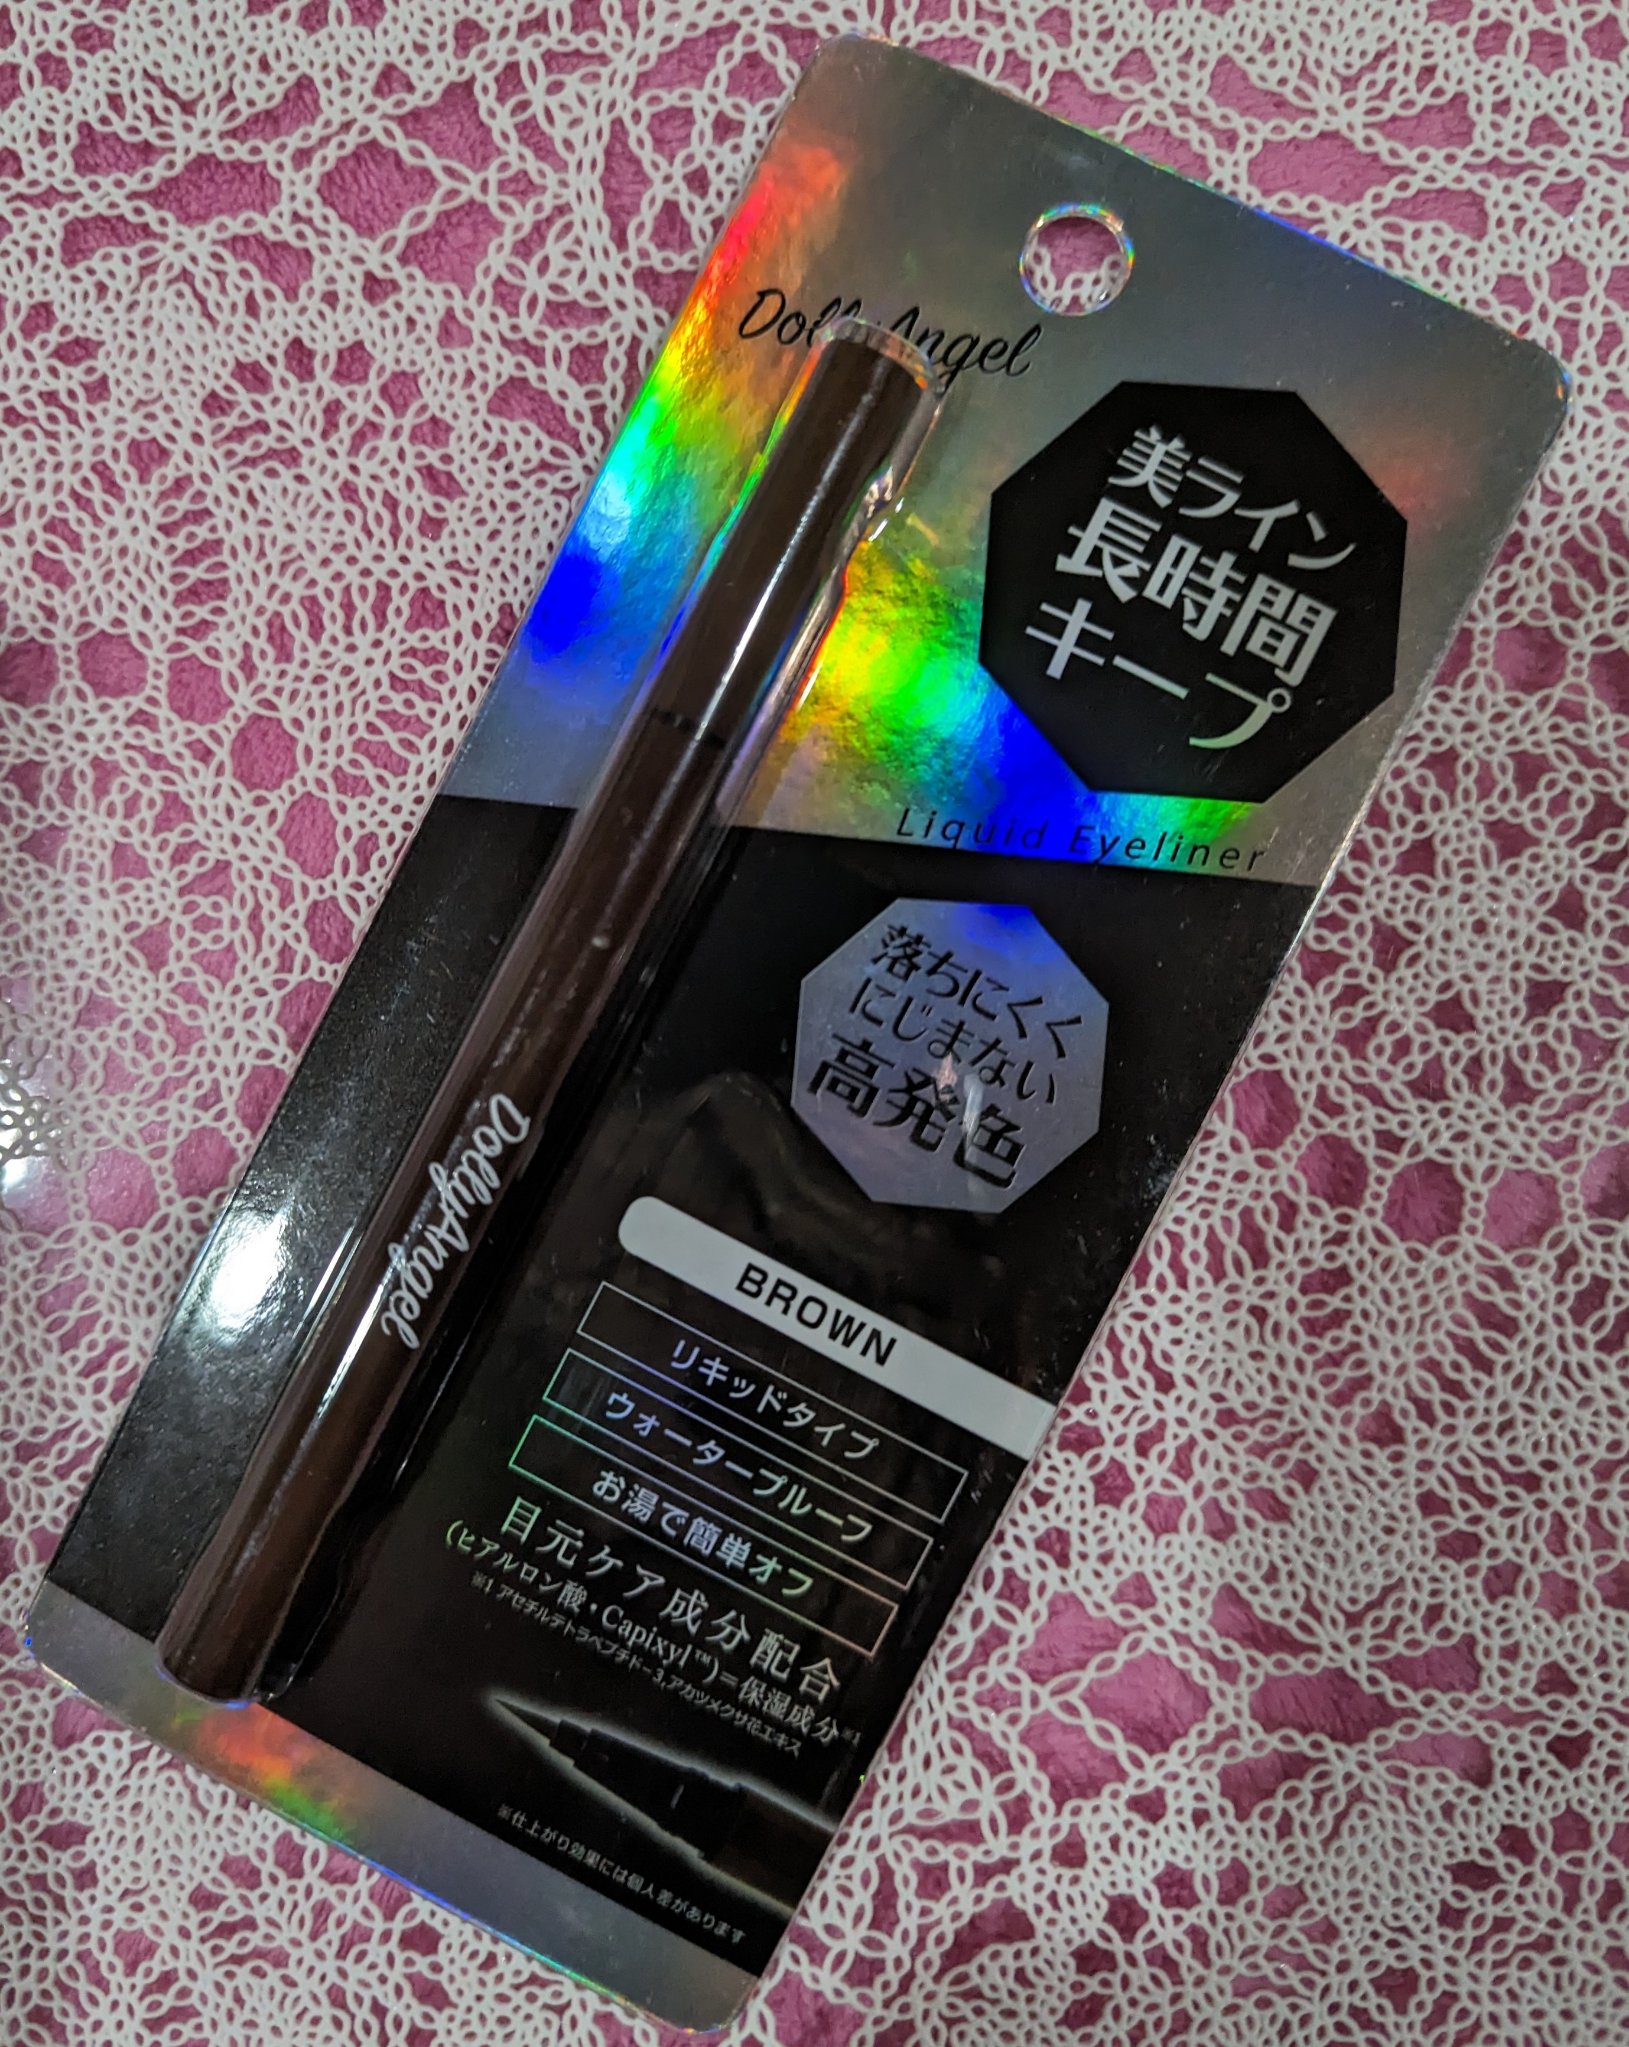 Dolly Angel
美ライン
長時間
キープ
Liquid Eyeliner
落ちにくく
にじまない
高発色
DollyAngel
BROWN
リキッドタイプ
ウォータープルーフ
お湯で簡単オフ
目元ケア成分配合
(ヒアルロン酸・Capixyl™)=保湿成分※1
※1 アセチルテトラペプチド-3,アカツメクサ花エキス
※仕上がり効果には個人差があります